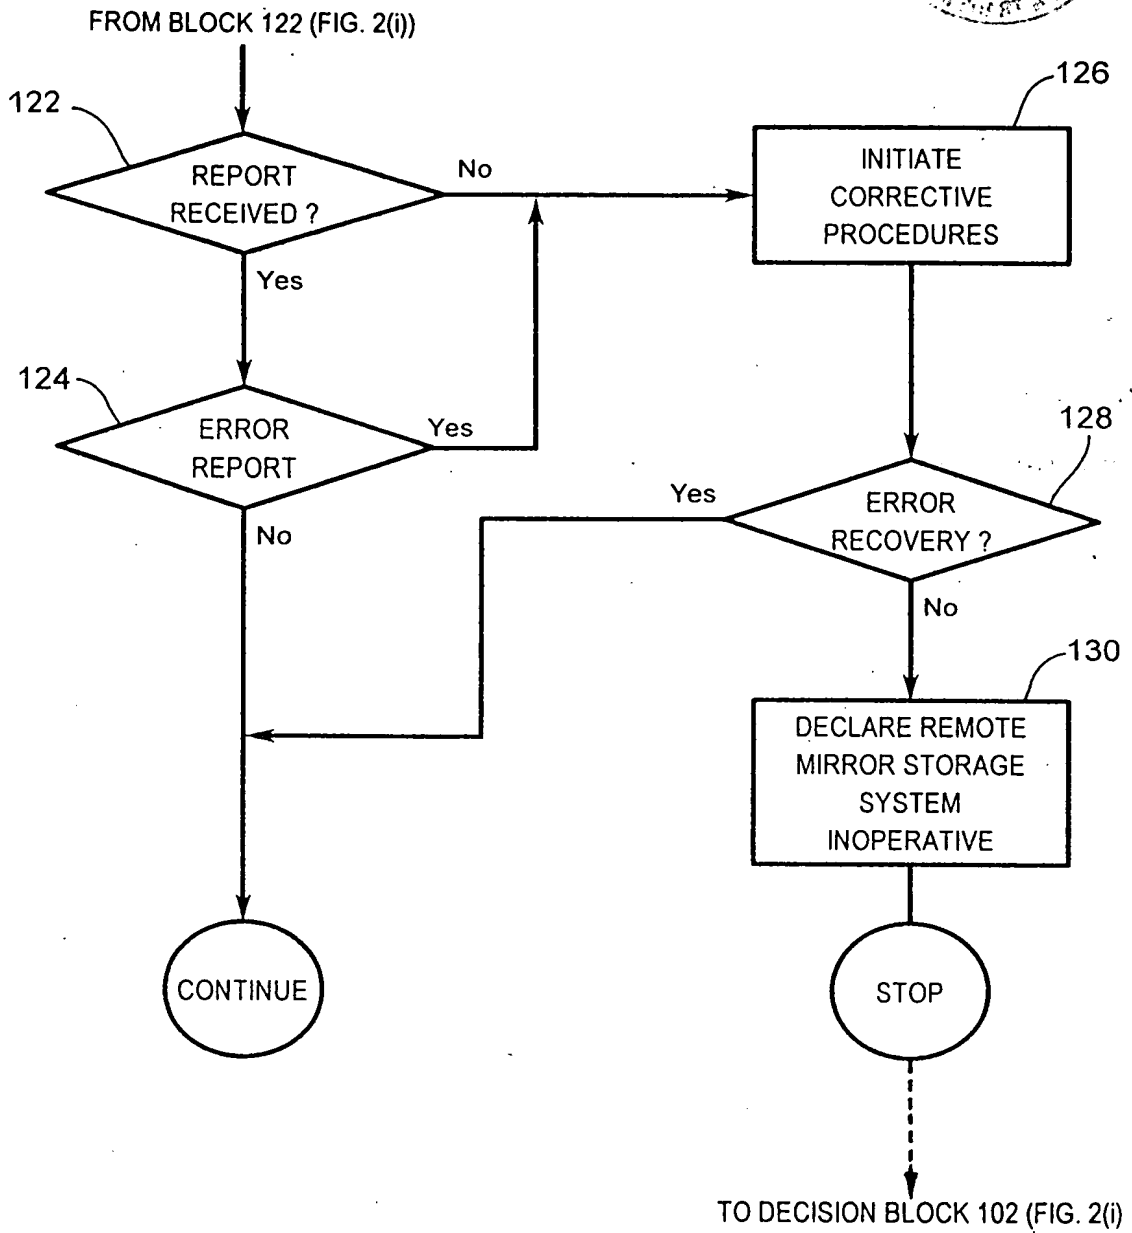 FROM BLOCK 122 (FIG. 2(i))
122
REPORT
RECEIVED ?
No
Yes
126
INITIATE
CORRECTIVE
PROCEDURES
124
ERROR
REPORT
Yes
No
128
ERROR
RECOVERY ?
Yes
No
130
DECLARE REMOTE
MIRROR STORAGE
SYSTEM
INOPERATIVE
CONTINUE
STOP
TO DECISION BLOCK 102 (FIG. 2(i)